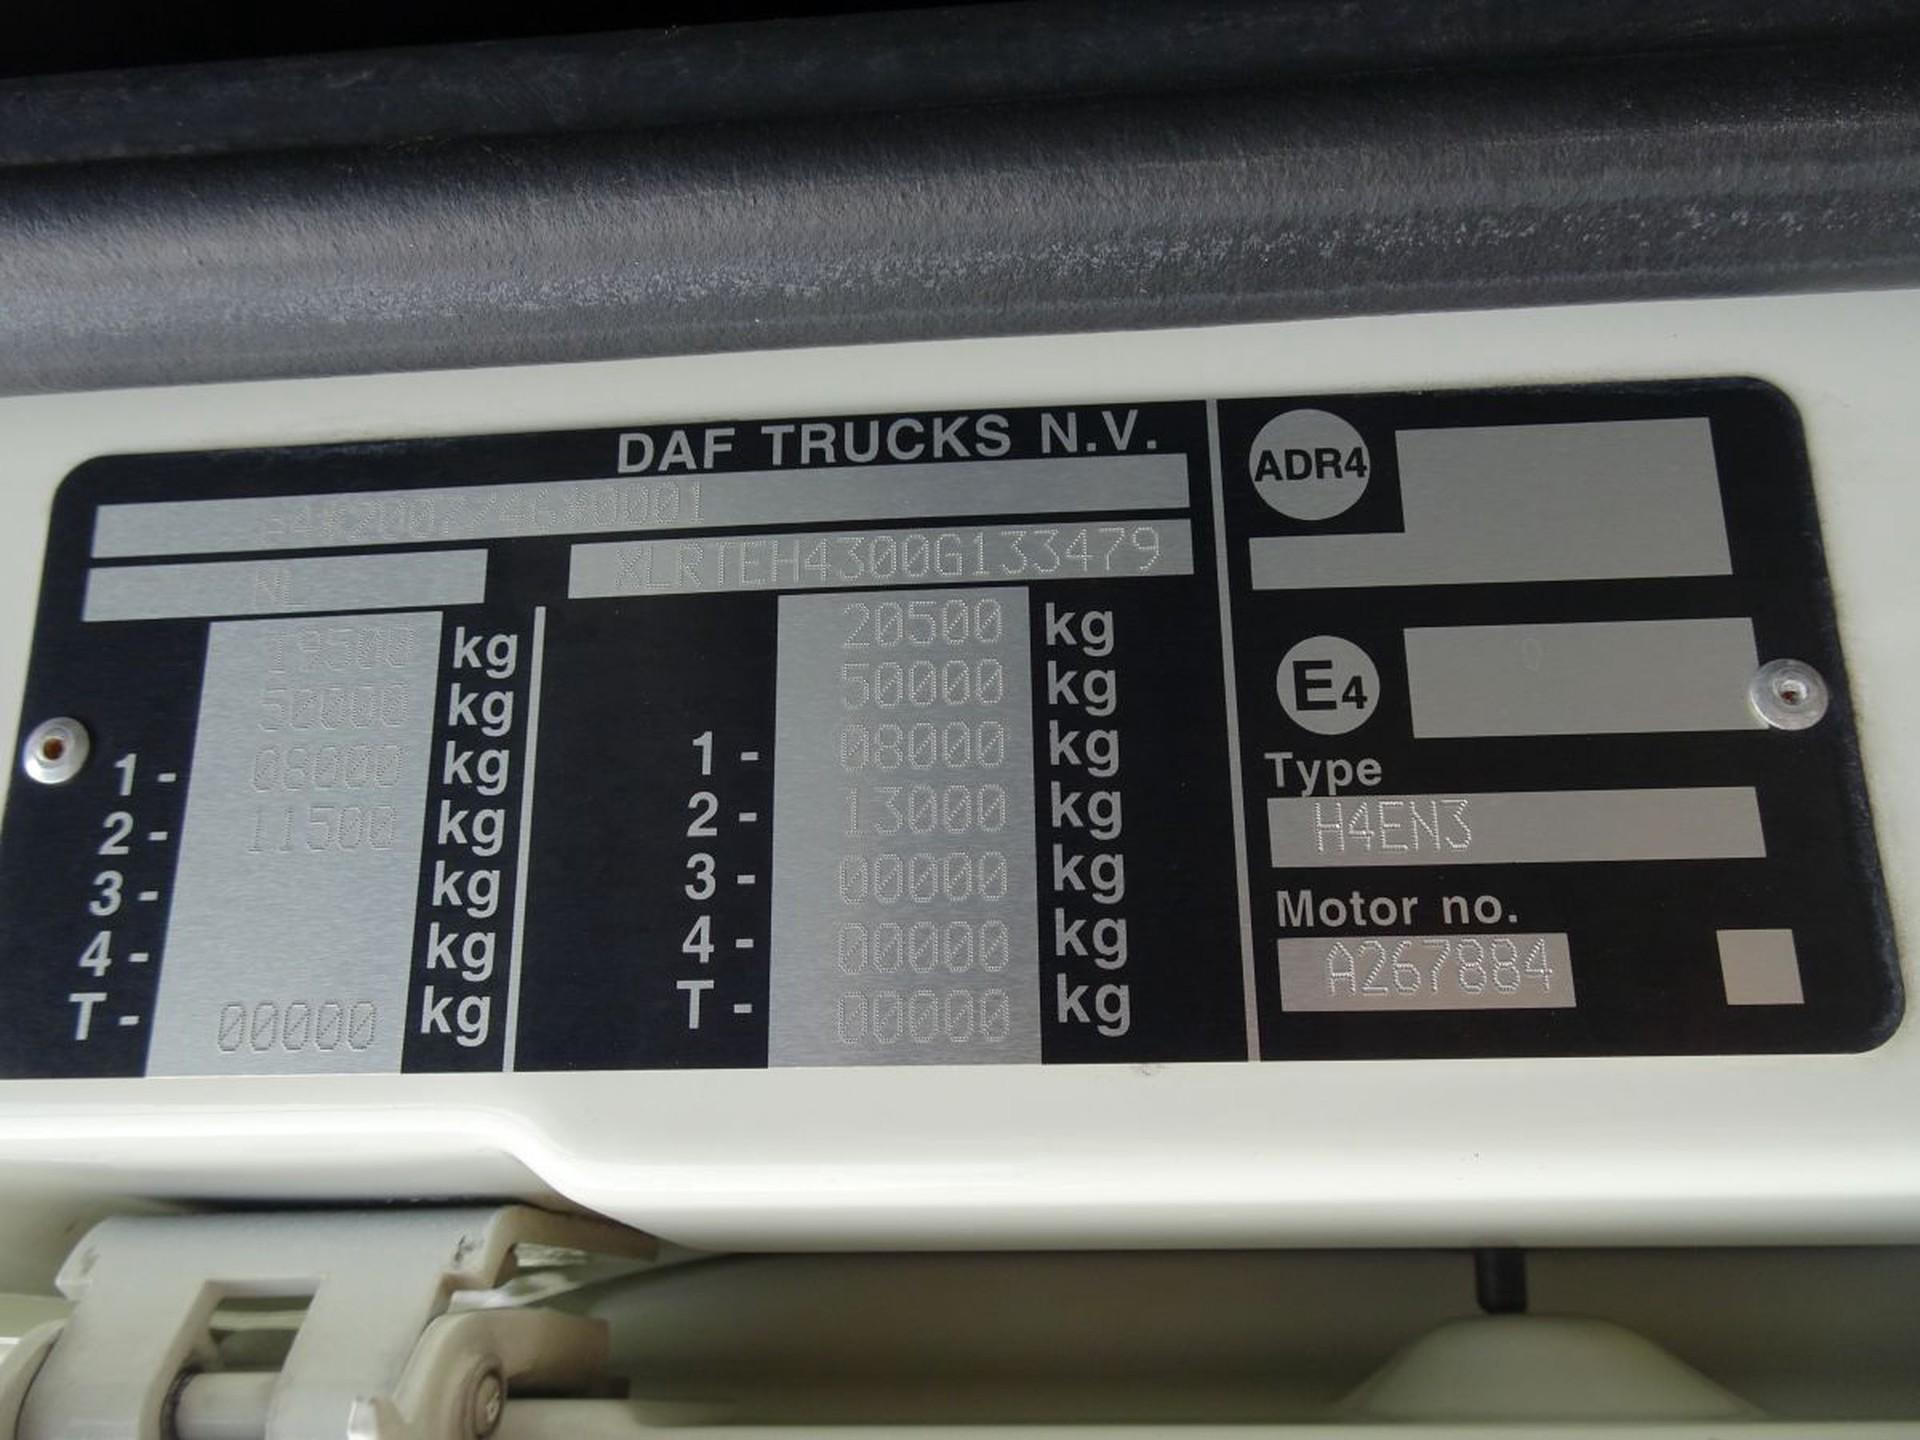 DAF TRUCKS N.V.
e4*2007/46*0001
NL XLRTEH4300G133479
19500 kg 20500 kg
50000 kg 50000 kg
1 - 08000 kg 1 - 08000 kg
2 - 11500 kg 2 - 13000 kg
3 - kg 3 - 00000 kg
4 - kg 4 - 00000 kg
T - 00000 kg T - 00000 kg
ADR4
E4 0
Type
H4EN3
Motor no.
A267884